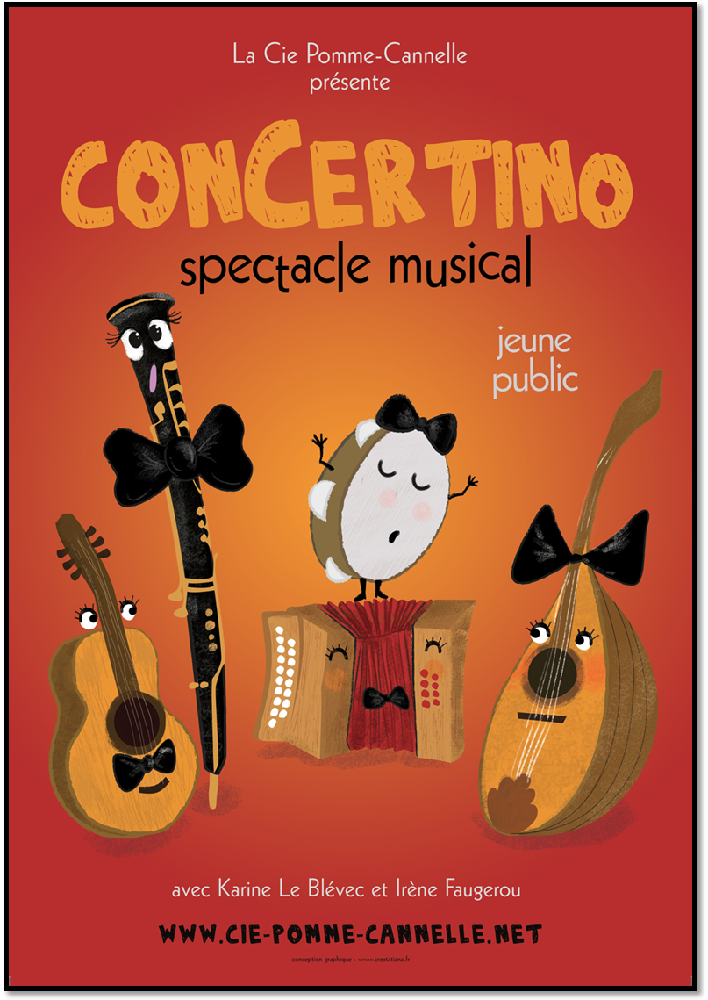 La Cie Pomme-Cannelle
présente
CONCERTINO
spectacle musical
jeune
public
avec Karine Le Blévec et Irène Faugerou
WWW.CIE-POMME-CANNELLE.NET
conception graphique : www.creatatiana.fr